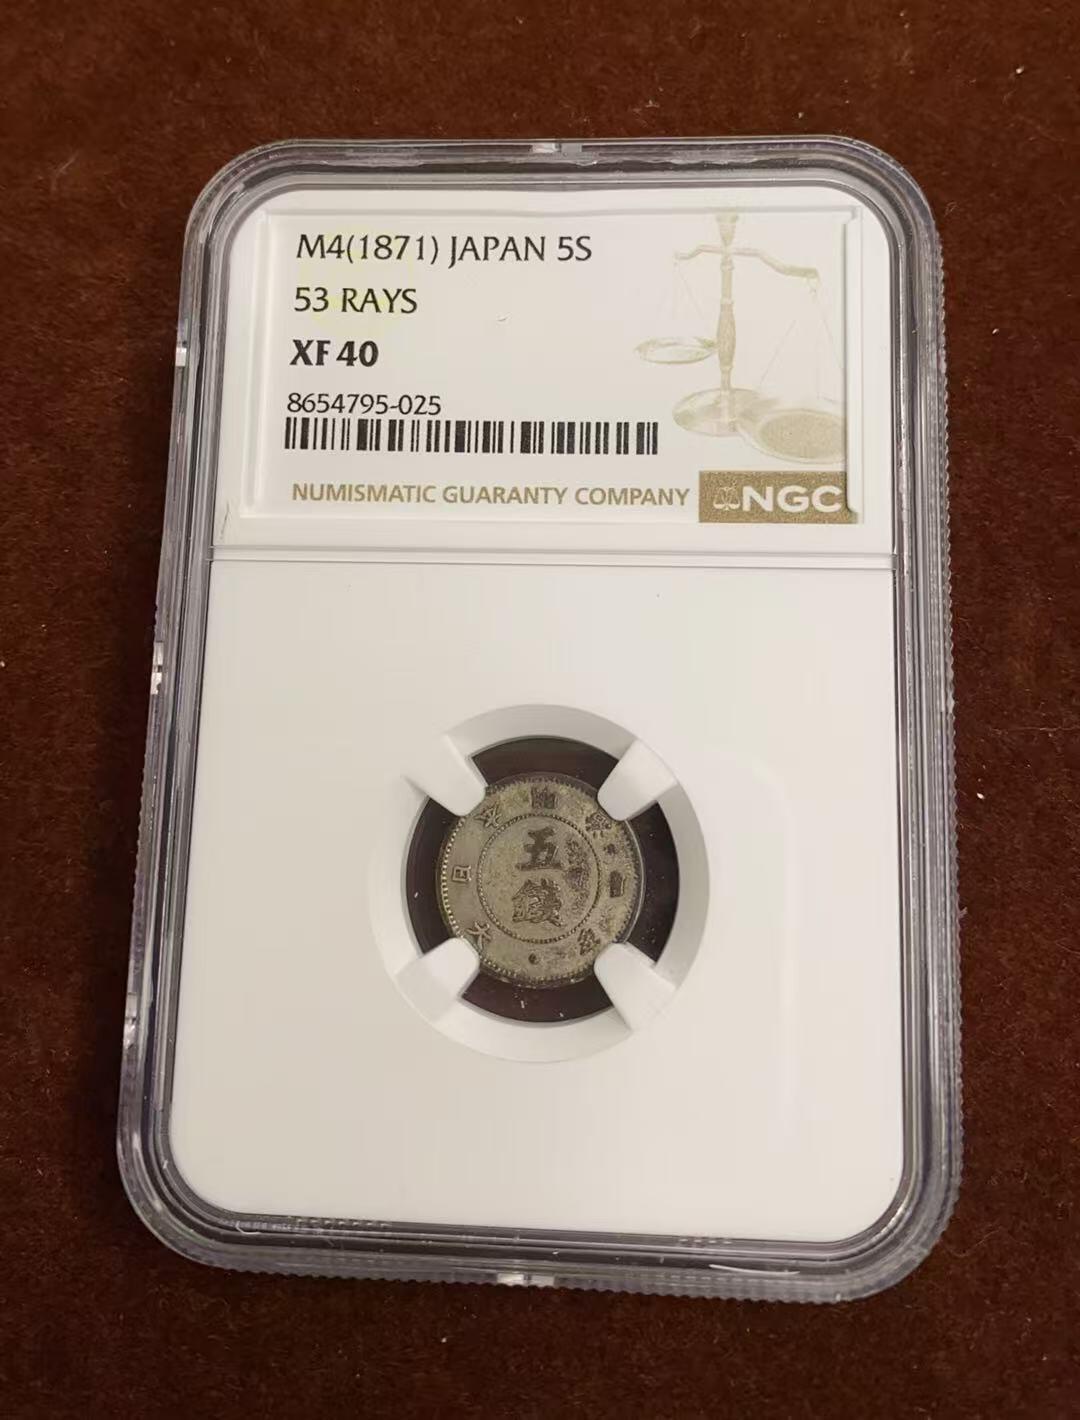 M4(1871) JAPAN 5S
53 RAYS
XF 40
8654795-025
NUMISMATIC GUARANTY COMPANY NGC
五
錢